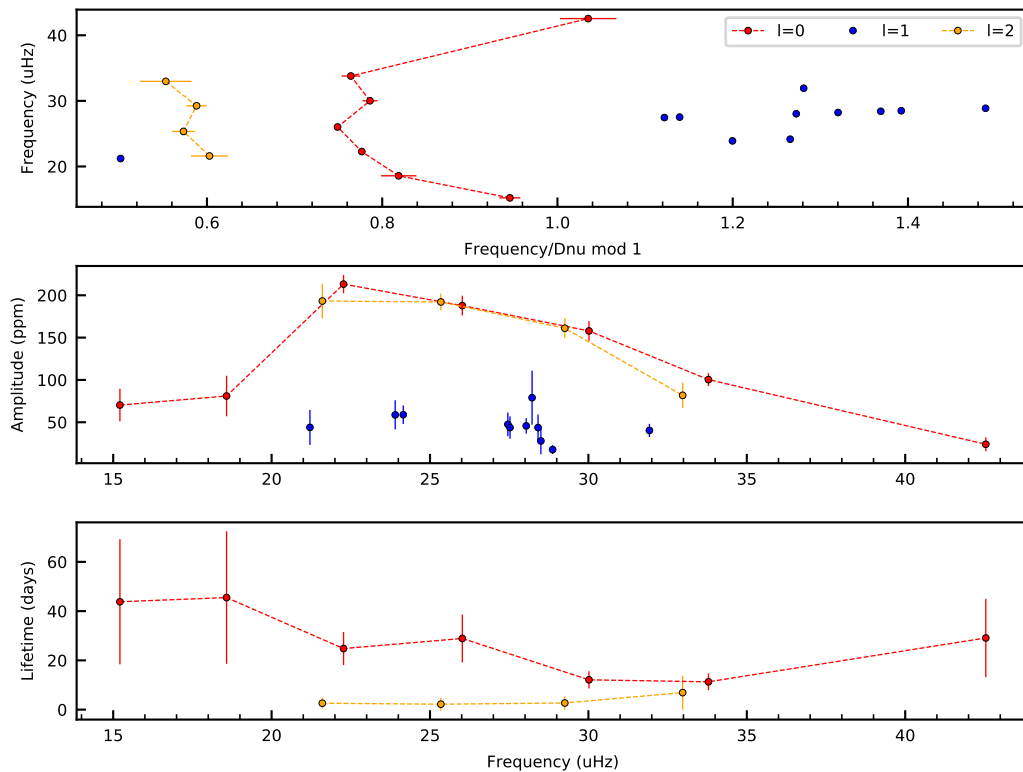 Frequency (uHz)
40
30
20
l=0 l=1 l=2
0.6 0.8 1.0 1.2 1.4
Frequency/Dnu mod 1
Amplitude (ppm)
200
150
100
50
15 20 25 30 35 40
Lifetime (days)
60
40
20
0
15 20 25 30 35 40
Frequency (uHz)